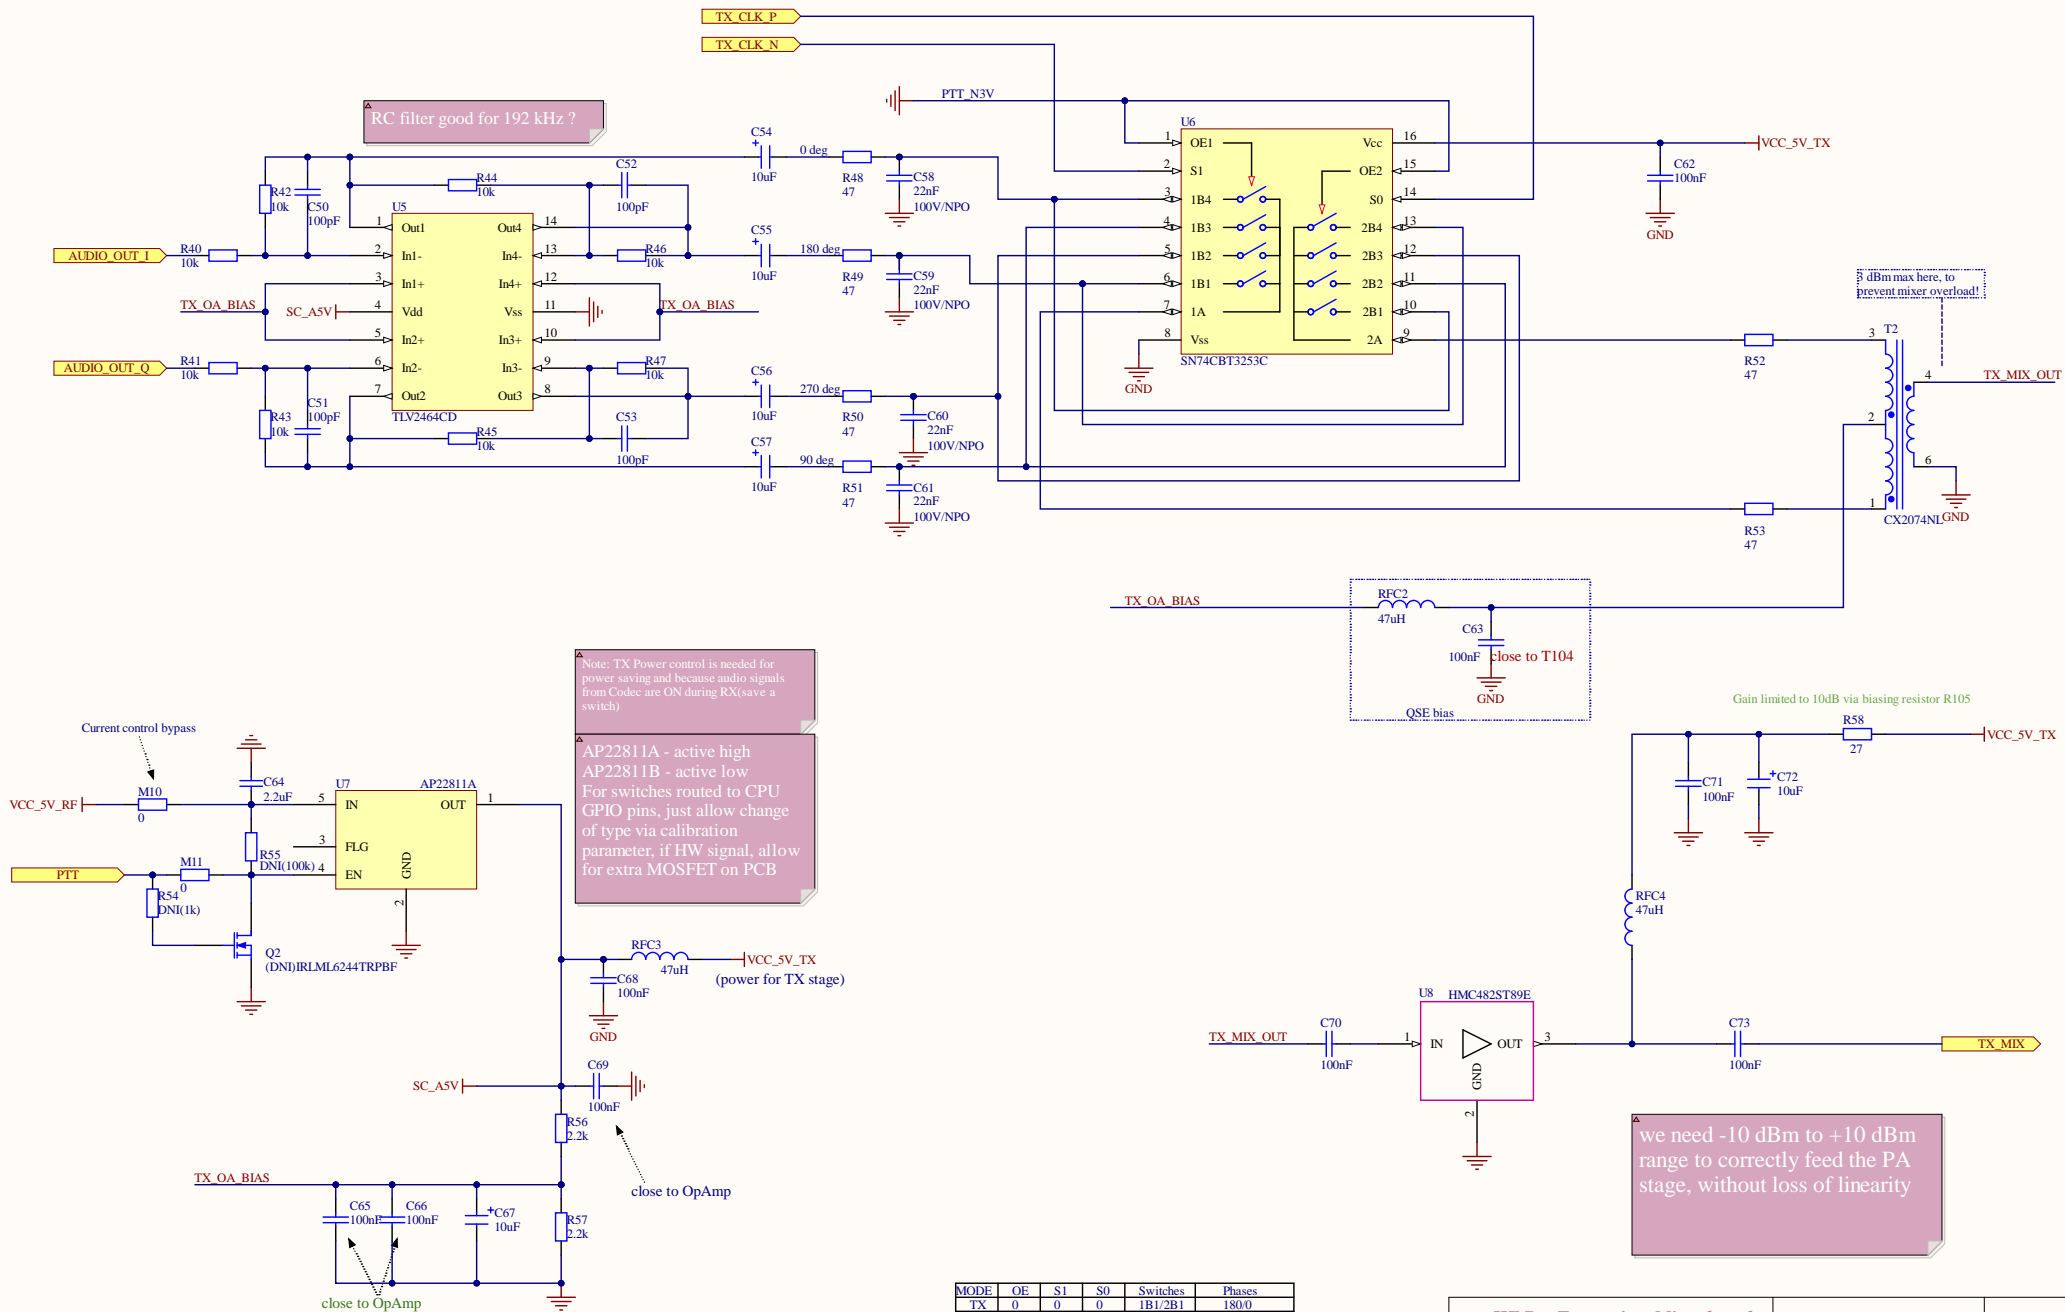 TX_CLK_P
TX_CLK_N
PTT_N3V
RC filter good for 192 kHz ?
U6
1 OE1
2 S1
3 1B4
4 1B3
5 1B2
6 1B1
7 1A
8 Vss
Vcc 16
OE2 15
S0 14
2B4 13
2B3 12
2B2 11
2B1 10
2A 9
SN74CBT3253C
GND
VCC_5V_TX
C62
100nF
GND
R42
10k
C50
100pF
R44
10k
C52
100pF
C54
10uF
0 deg
R48
47
C58
22nF
100V/NPO
U5
1 Out1
2 In1-
3 In1+
4 Vdd
5 In2+
6 In2-
7 Out2
Out4 14
In4- 13
In4+ 12
Vss 11
In3+ 10
In3- 9
Out3 8
TLV2464CD
AUDIO_OUT_I
R40
10k
TX_OA_BIAS
SC_A5V
R46
10k
TX_OA_BIAS
C55
10uF
180 deg
R49
47
C59
22nF
100V/NPO
AUDIO_OUT_Q
R41
10k
R43
10k
C51
100pF
R45
10k
R47
10k
C53
100pF
C56
10uF
270 deg
R50
47
C60
22nF
100V/NPO
C57
10uF
90 deg
R51
47
C61
22nF
100V/NPO
dBm max here, to
prevent mixer overload!
R52
47
T2
3
2
1
4
6
TX_MIX_OUT
GND
CX2074NL
R53
47
TX_OA_BIAS
RFC2
47uH
C63
100nF
close to T104
GND
QSE bias
Note: TX Power control is needed for
power saving and because audio signals
from Codec are ON during RX(save a
switch)
AP22811A - active high
AP22811B - active low
For switches routed to CPU
GPIO pins, just allow change
of type via calibration
parameter, if HW signal, allow
for extra MOSFET on PCB
Current control bypass
VCC_5V_RF
M10
0
C64
2.2uF
U7
AP22811A
5 IN
3 FLG
4 EN
OUT 1
GND
2
PTT
M11
0
R55
DNI(100k)
R54
DNI(1k)
Q2
(DNI)IRLML6244TRPBF
RFC3
47uH
VCC_5V_TX
(power for TX stage)
C68
100nF
GND
SC_A5V
C69
100nF
R56
2.2k
close to OpAmp
TX_OA_BIAS
C65
100nF
C66
100nF
C67
10uF
R57
2.2k
close to OpAmp
Gain limited to 10dB via biasing resistor R105
R58
27
VCC_5V_TX
C71
100nF
C72
10uF
RFC4
47uH
U8
HMC482ST89E
TX_MIX_OUT
C70
100nF
1 IN
OUT 3
GND
2
C73
100nF
TX_MIX
we need -10 dBm to +10 dBm
range to correctly feed the PA
stage, without loss of linearity
MODE OE S1 S0 Switches Phases
TX 0 0 0 1B1/2B1 180/0